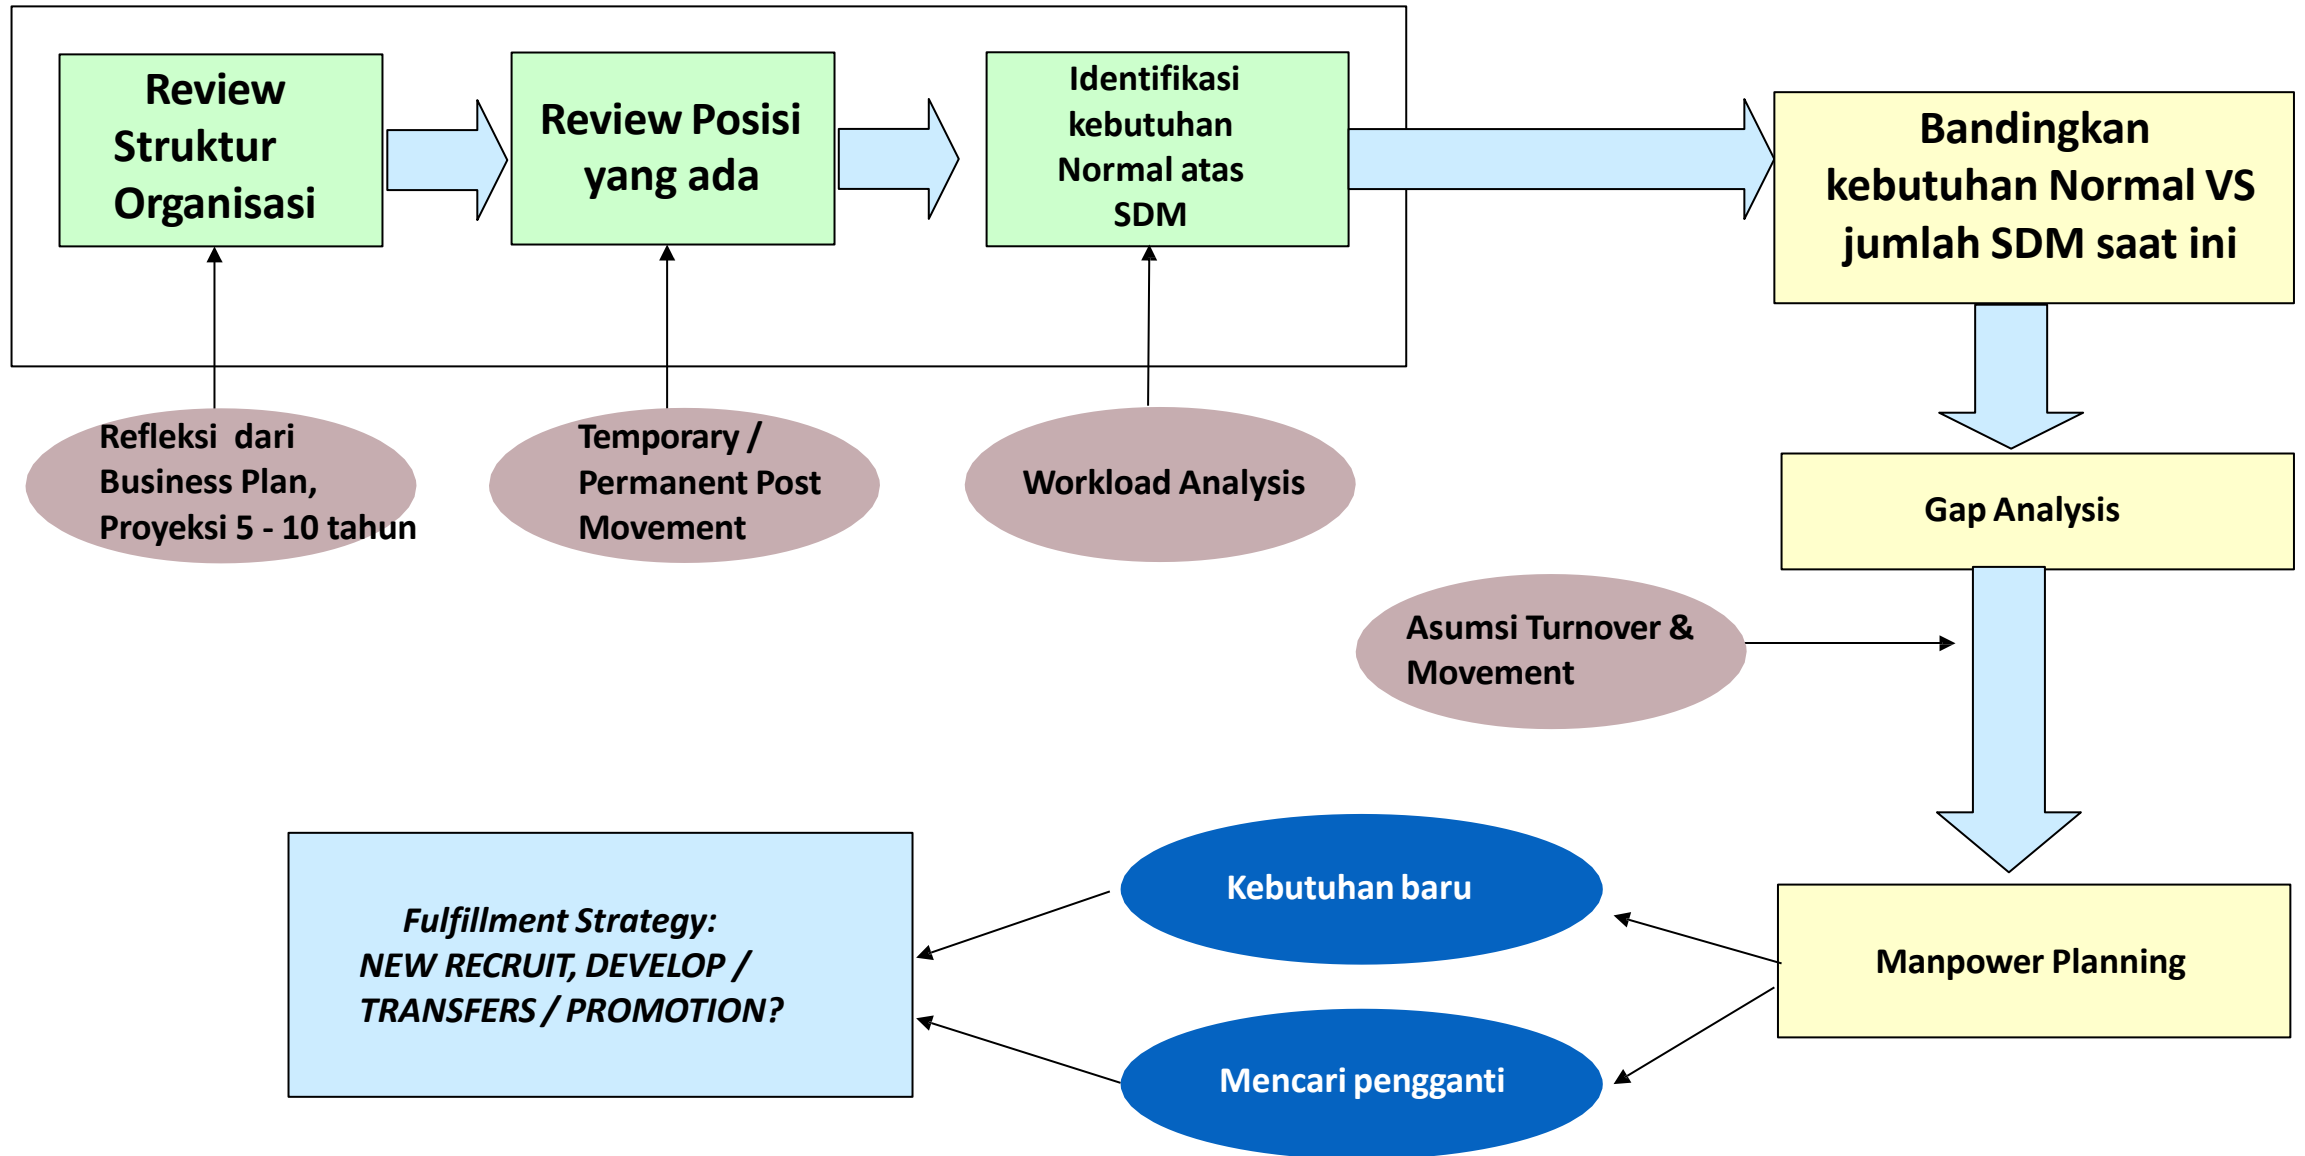 Review
Struktur
Organisasi
Review Posisi
yang ada
Identifikasi
kebutuhan
Normal atas
SDM
Bandingkan
kebutuhan Normal VS
jumlah SDM saat ini
Refleksi dari
Business Plan,
Proyeksi 5 - 10 tahun
Temporary /
Permanent Post
Movement
Workload Analysis
Gap Analysis
Asumsi Turnover &
Movement
Kebutuhan baru
Fulfillment Strategy:
NEW RECRUIT, DEVELOP /
TRANSFERS / PROMOTION?
Manpower Planning
Mencari pengganti